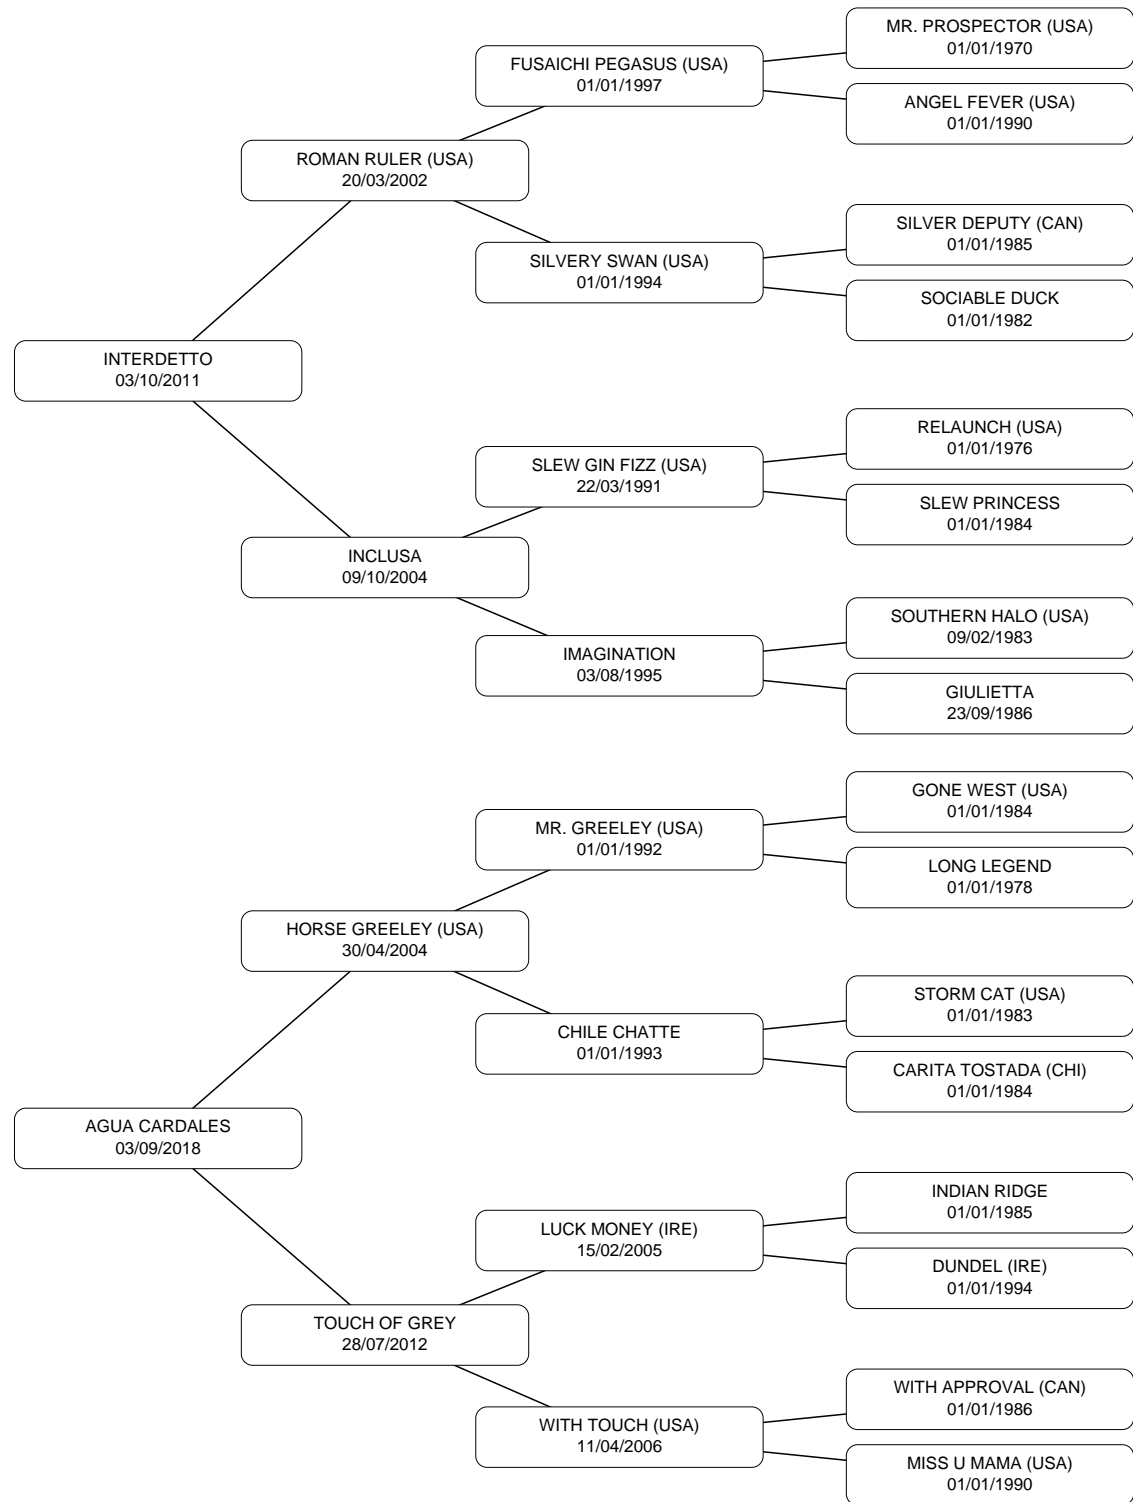 MR. PROSPECTOR (USA)
01/01/1970
FUSAICHI PEGASUS (USA)
01/01/1997
ANGEL FEVER (USA)
01/01/1990
ROMAN RULER (USA)
20/03/2002
SILVER DEPUTY (CAN)
01/01/1985
SILVERY SWAN (USA)
01/01/1994
SOCIABLE DUCK
01/01/1982
INTERDETTO
03/10/2011
RELAUNCH (USA)
01/01/1976
SLEW GIN FIZZ (USA)
22/03/1991
SLEW PRINCESS
01/01/1984
INCLUSA
09/10/2004
SOUTHERN HALO (USA)
09/02/1983
IMAGINATION
03/08/1995
GIULIETTA
23/09/1986
GONE WEST (USA)
01/01/1984
MR. GREELEY (USA)
01/01/1992
LONG LEGEND
01/01/1978
HORSE GREELEY (USA)
30/04/2004
STORM CAT (USA)
01/01/1983
CHILE CHATTE
01/01/1993
CARITA TOSTADA (CHI)
01/01/1984
AGUA CARDALES
03/09/2018
INDIAN RIDGE
01/01/1985
LUCK MONEY (IRE)
15/02/2005
DUNDEL (IRE)
01/01/1994
TOUCH OF GREY
28/07/2012
WITH APPROVAL (CAN)
01/01/1986
WITH TOUCH (USA)
11/04/2006
MISS U MAMA (USA)
01/01/1990